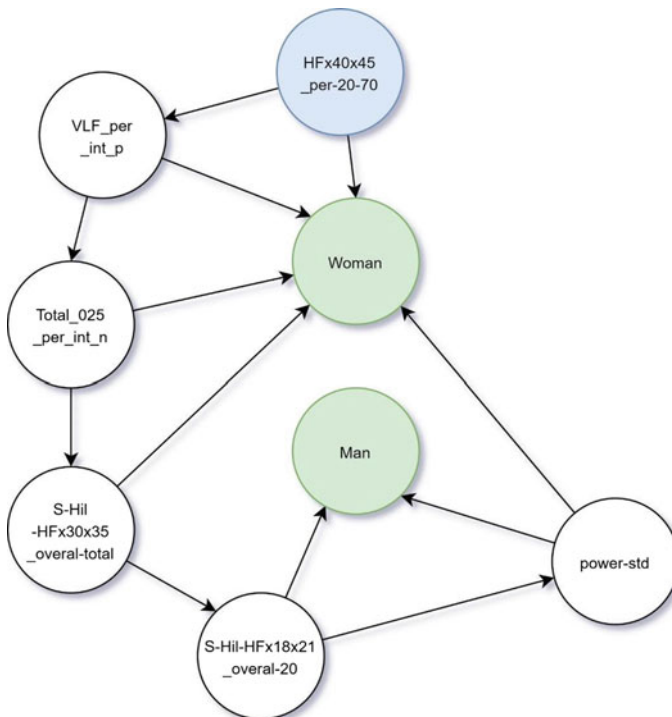 HFx40x45
_per-20-70
VLF_per
_int_p
Woman
Total_025
_per_int_n
Man
S-Hil
-HFx30x35
_overal-total
power-std
S-Hil-HFx18x21
_overal-20